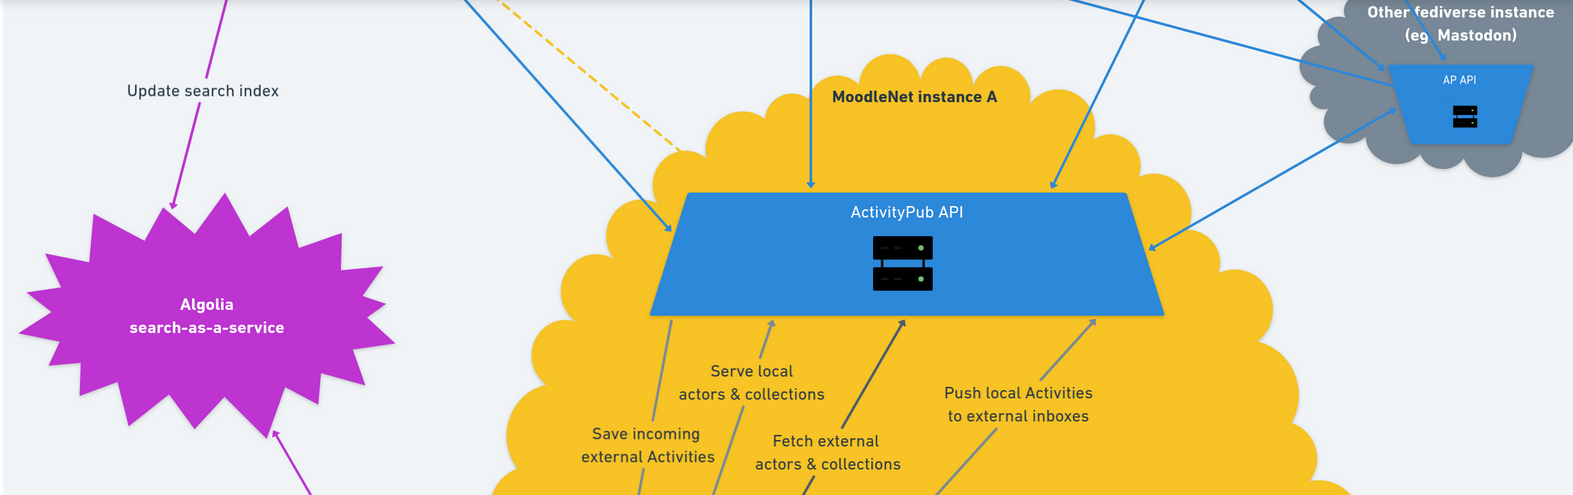 Other fediverse instance
(eg. Mastodon)
AP API
Update search index
MoodleNet instance A
ActivityPub API
Algolia
search-as-a-service
Serve local
actors & collections
Push local Activities
to external inboxes
Save incoming
external Activities
Fetch external
actors & collections